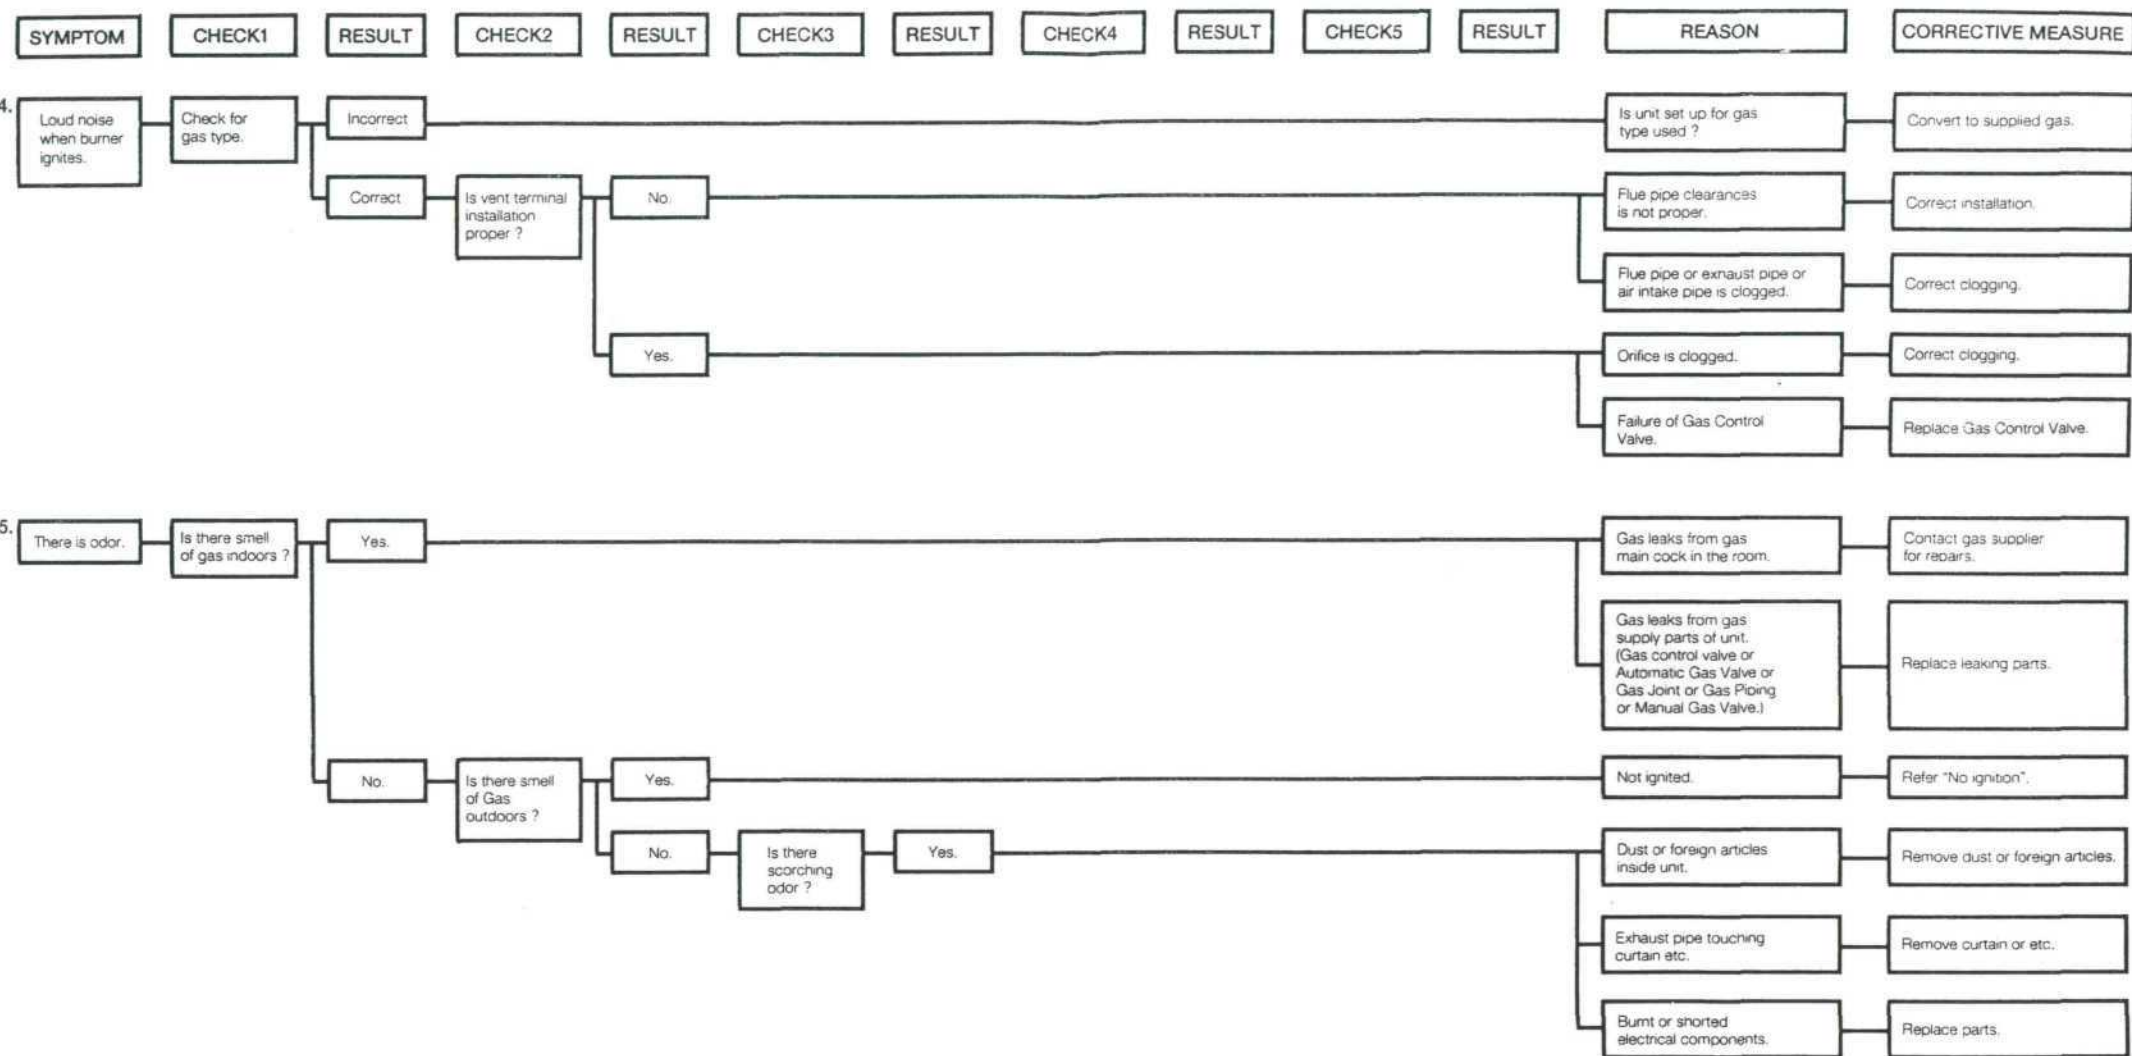 SYMPTOM
CHECK1
RESULT
CHECK2
RESULT
CHECK3
RESULT
CHECK4
RESULT
CHECK5
RESULT
REASON
CORRECTIVE MEASURE
4.
Loud noise
when burner
ignites.
Check for
gas type.
Incorrect
Is unit set up for gas
type used ?
Convert to supplied gas.
Correct
Is vent terminal
installation
proper ?
No.
Flue pipe clearances
is not proper.
Correct installation.
Flue pipe or exhaust pipe or
air intake pipe is clogged.
Correct clogging.
Yes.
Orifice is clogged.
Correct clogging.
Failure of Gas Control
Valve.
Replace Gas Control Valve.
5.
There is odor.
Is there smell
of gas indoors ?
Yes.
Gas leaks from gas
main cock in the room.
Contact gas supplier
for repairs.
Gas leaks from gas
supply parts of unit.
(Gas control valve or
Automatic Gas Valve or
Gas Joint or Gas Piping
or Manual Gas Valve.)
Replace leaking parts.
No.
Is there smell
of Gas
outdoors ?
Yes.
Not ignited.
Refer "No ignition".
No.
Is there
scorching
odor ?
Yes.
Dust or foreign articles
inside unit.
Remove dust or foreign articles.
Exhaust pipe touching
curtain etc.
Remove curtain or etc.
Burnt or shorted
electrical components.
Replace parts.